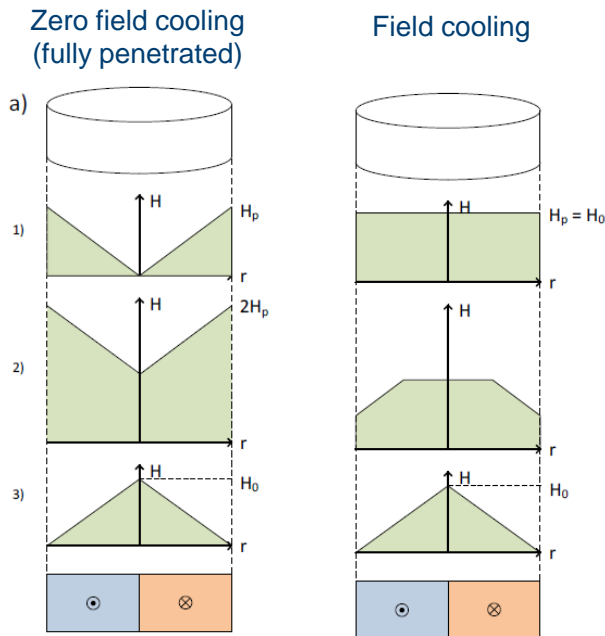 Zero field cooling
(fully penetrated)
Field cooling
a)
1)
H
Hₚ
r
H
Hₚ = H₀
r
2)
H
2Hₚ
r
H
r
3)
H
H₀
r
H
H₀
r